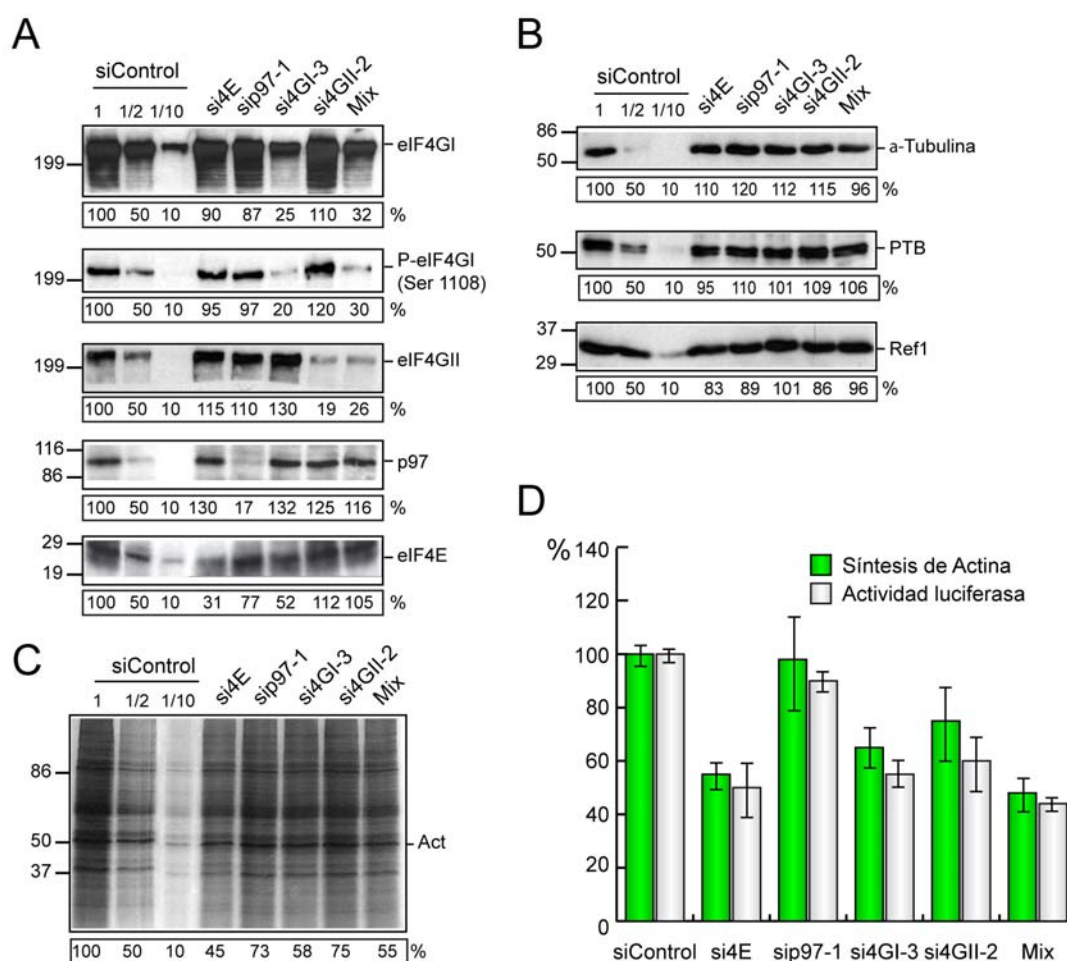 A
siControl
1 1/2 1/10 si4E sip97-1 si4GI-3 si4GII-2 Mix
199 eIF4GI
100 50 10 90 87 25 110 32 %
199 P-eIF4GI
(Ser 1108)
100 50 10 95 97 20 120 30 %
199 eIF4GII
100 50 10 115 110 130 19 26 %
116
86
p97
100 50 10 130 17 132 125 116 %
29
19
eIF4E
100 50 10 31 77 52 112 105 %
B
siControl
1 1/2 1/10 si4E sip97-1 si4GI-3 si4GII-2 Mix
86
50
a-Tubulina
100 50 10 110 120 112 115 96 %
50 PTB
100 50 10 95 110 101 109 106 %
37
29
Ref1
100 50 10 83 89 101 86 96 %
C
siControl
1 1/2 1/10 si4E sip97-1 si4GI-3 si4GII-2 Mix
86
50 Act
37
100 50 10 45 73 58 75 55 %
D
% 140
120
100
80
60
40
20
0
Síntesis de Actina
Actividad luciferasa
siControl si4E sip97-1 si4GI-3 si4GII-2 Mix